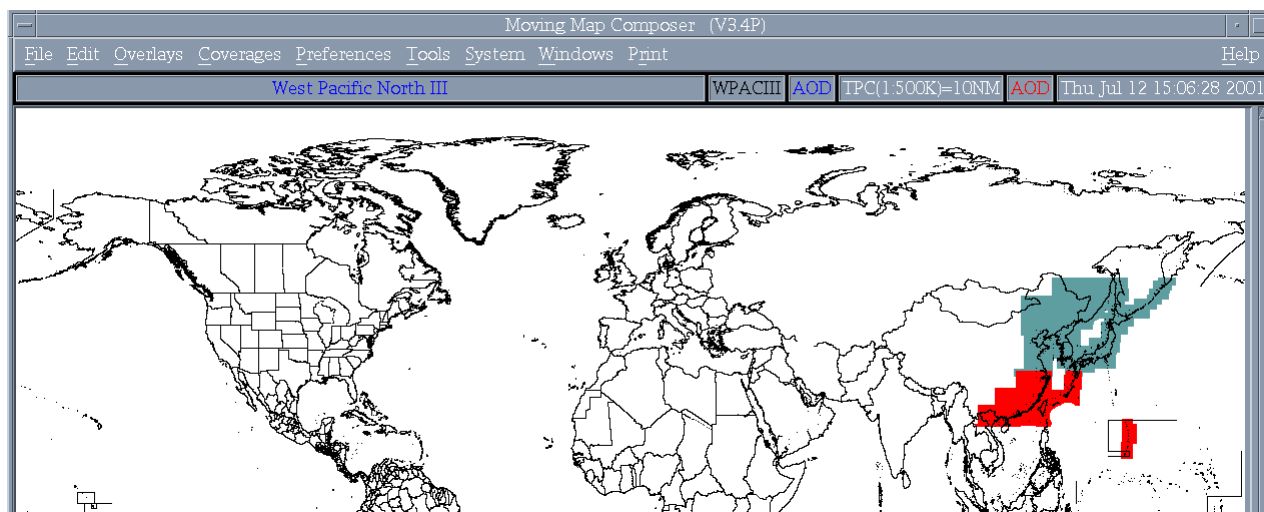 Moving Map Composer (V3.4P)
File Edit Overlays Coverages Preferences Tools System Windows Print Help
West Pacific North III WPACIII AOD TPC(1:500K)=10NM AOD Thu Jul 12 15:06:28 2001